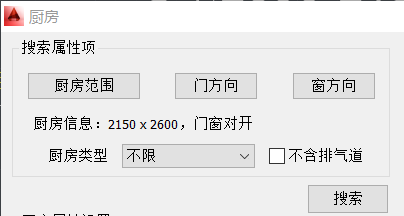 厨房
搜索属性项
厨房范围 门方向 窗方向
厨房信息：2150 x 2600，门窗对开
厨房类型 不限 不含排气道
搜索